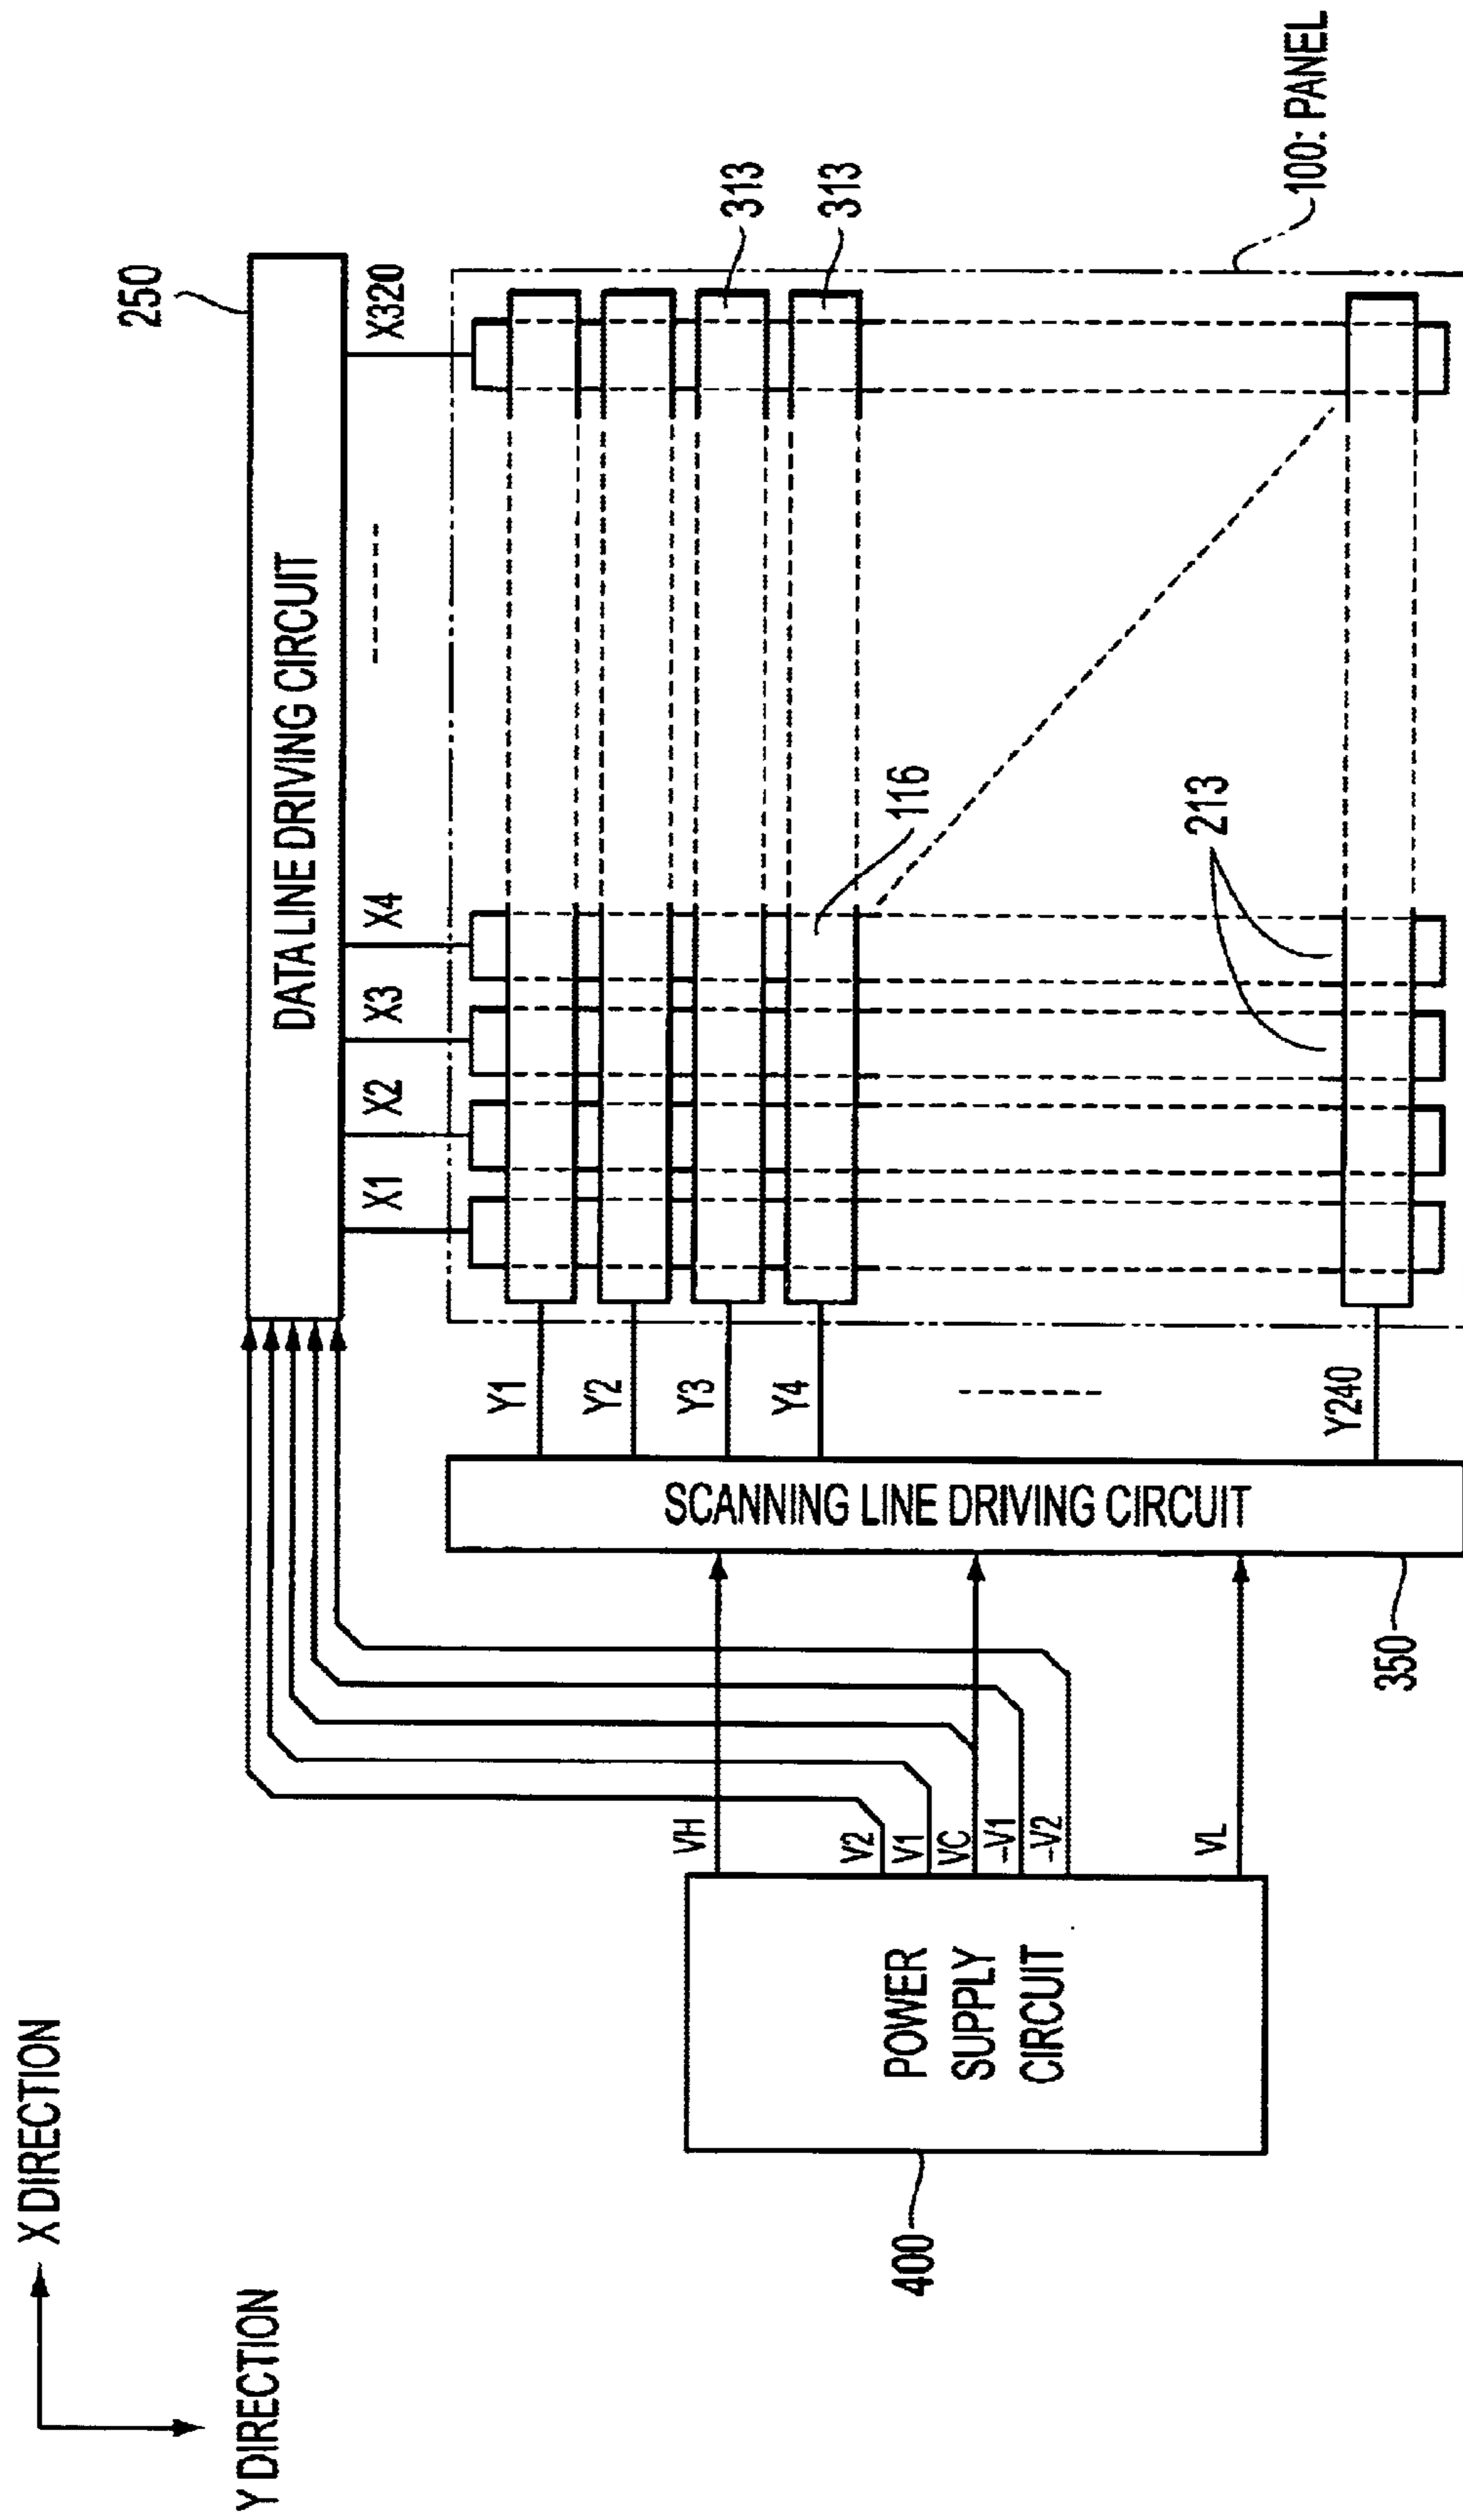 X DIRECTION
Y DIRECTION
250
DATA LINE DRIVING CIRCUIT
X1
X2
X3
X4
X320
313
313
100: PANEL
116
213
Y1
Y2
Y3
Y4
Y240
SCANNING LINE DRIVING CIRCUIT
350
VH
V2
V1
VC
-V1
-V2
VL
POWER
SUPPLY
CIRCUIT
400